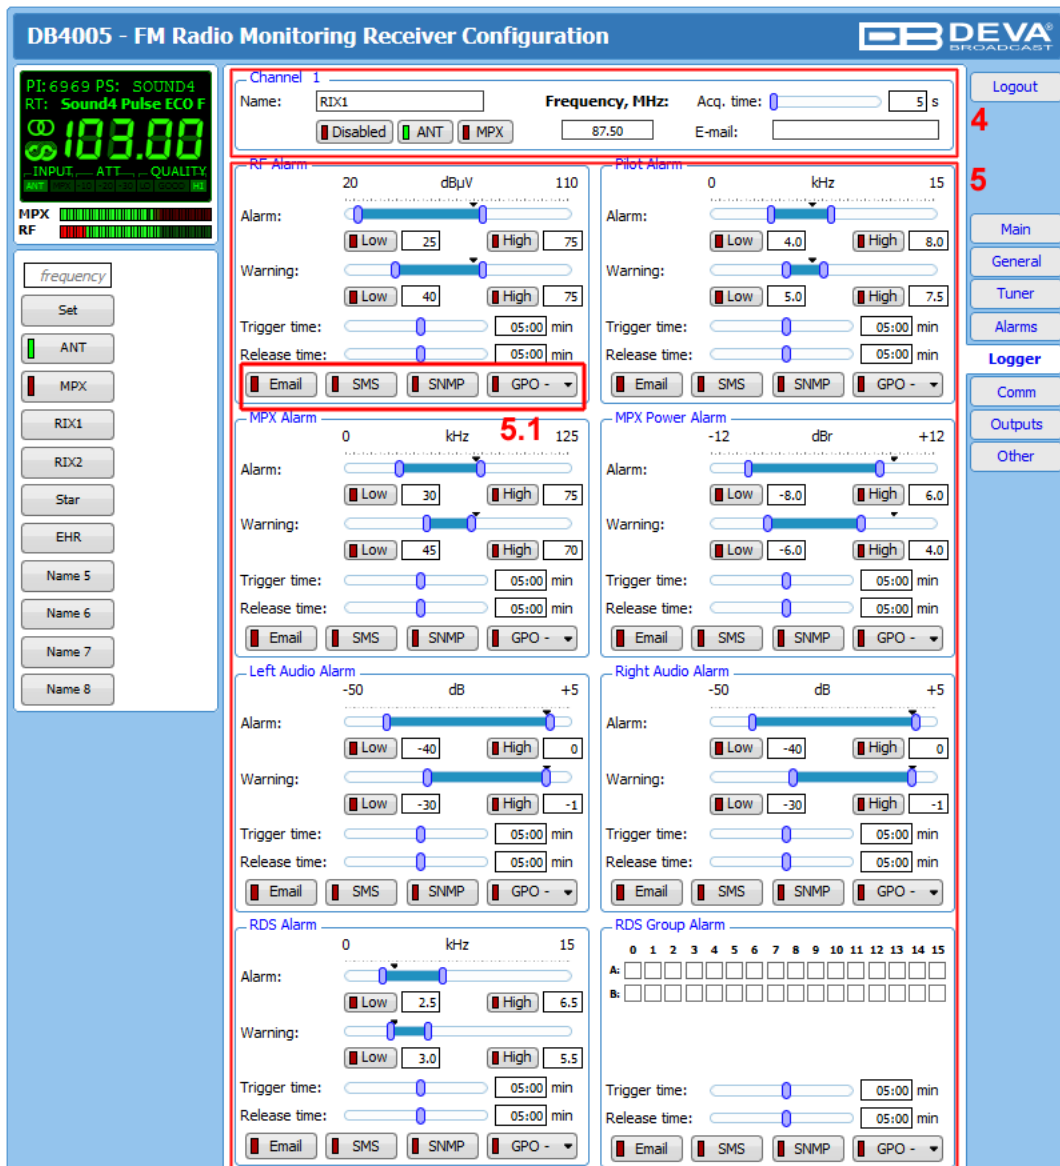 DB4005 - FM Radio Monitoring Receiver Configuration
DEVA
BROADCAST
PI:6969 PS: SOUND4
RT: Sound4 Pulse ECO F
103.00
INPUT ATT QUALITY
ANT MPX -10 -20 -30 LO GOOD HI
MPX
RF
frequency
Set
ANT
MPX
RIX1
RIX2
Star
EHR
Name 5
Name 6
Name 7
Name 8
Channel 1
Name: RIX1 Frequency, MHz: Acq. time: 5 s
Disabled ANT MPX 87.50 E-mail:
4
RF Alarm
20 dBµV 110
Alarm:
Low 25 High 75
Warning:
Low 40 High 75
Trigger time: 05:00 min
Release time: 05:00 min
Email SMS SNMP GPO -
5.1
Pilot Alarm
0 kHz 15
Alarm:
Low 4.0 High 8.0
Warning:
Low 5.0 High 7.5
Trigger time: 05:00 min
Release time: 05:00 min
Email SMS SNMP GPO -
5
MPX Alarm
0 kHz 125
Alarm:
Low 30 High 75
Warning:
Low 45 High 70
Trigger time: 05:00 min
Release time: 05:00 min
Email SMS SNMP GPO -
MPX Power Alarm
-12 dBr +12
Alarm:
Low -8.0 High 6.0
Warning:
Low -6.0 High 4.0
Trigger time: 05:00 min
Release time: 05:00 min
Email SMS SNMP GPO -
Left Audio Alarm
-50 dB +5
Alarm:
Low -40 High 0
Warning:
Low -30 High -1
Trigger time: 05:00 min
Release time: 05:00 min
Email SMS SNMP GPO -
Right Audio Alarm
-50 dB +5
Alarm:
Low -40 High 0
Warning:
Low -30 High -1
Trigger time: 05:00 min
Release time: 05:00 min
Email SMS SNMP GPO -
RDS Alarm
0 kHz 15
Alarm:
Low 2.5 High 6.5
Warning:
Low 3.0 High 5.5
Trigger time: 05:00 min
Release time: 05:00 min
Email SMS SNMP GPO -
RDS Group Alarm
0 1 2 3 4 5 6 7 8 9 10 11 12 13 14 15
A:
B:
Trigger time: 05:00 min
Release time: 05:00 min
Email SMS SNMP GPO -
Logout
Main
General
Tuner
Alarms
Logger
Comm
Outputs
Other